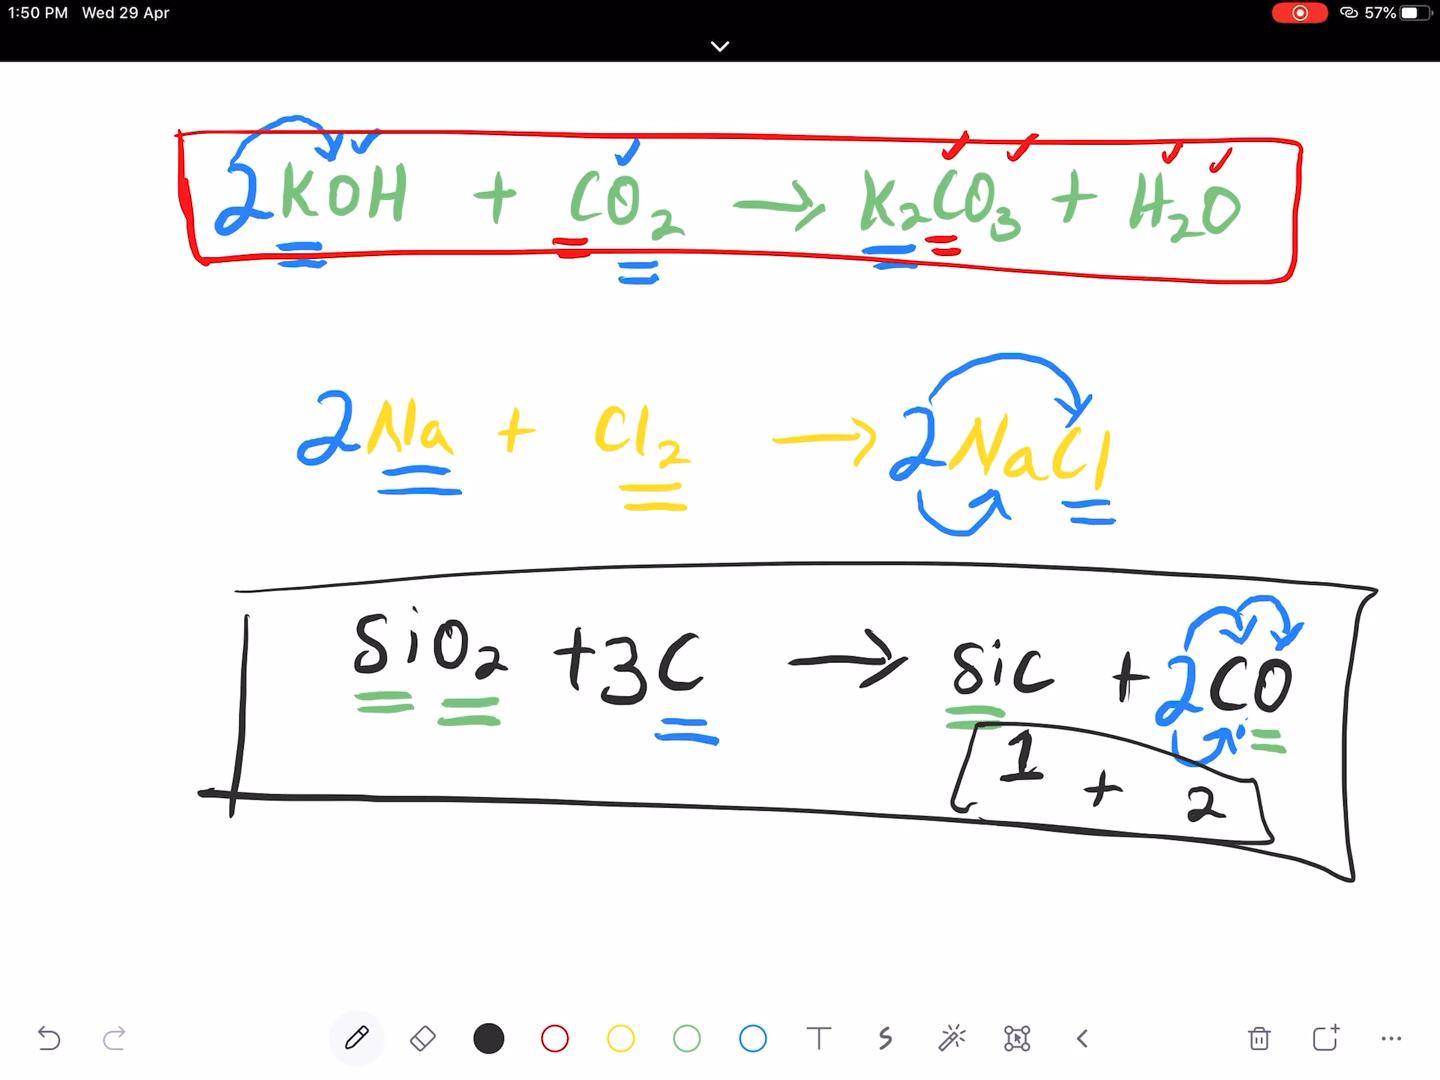 1:50 PM Wed 29 Apr 57%
2KOH + CO₂ → K₂CO₃ + H₂O
2Na + Cl₂ → 2NaCl
SiO₂ +3C → SiC + 2CO
1 + 2
T